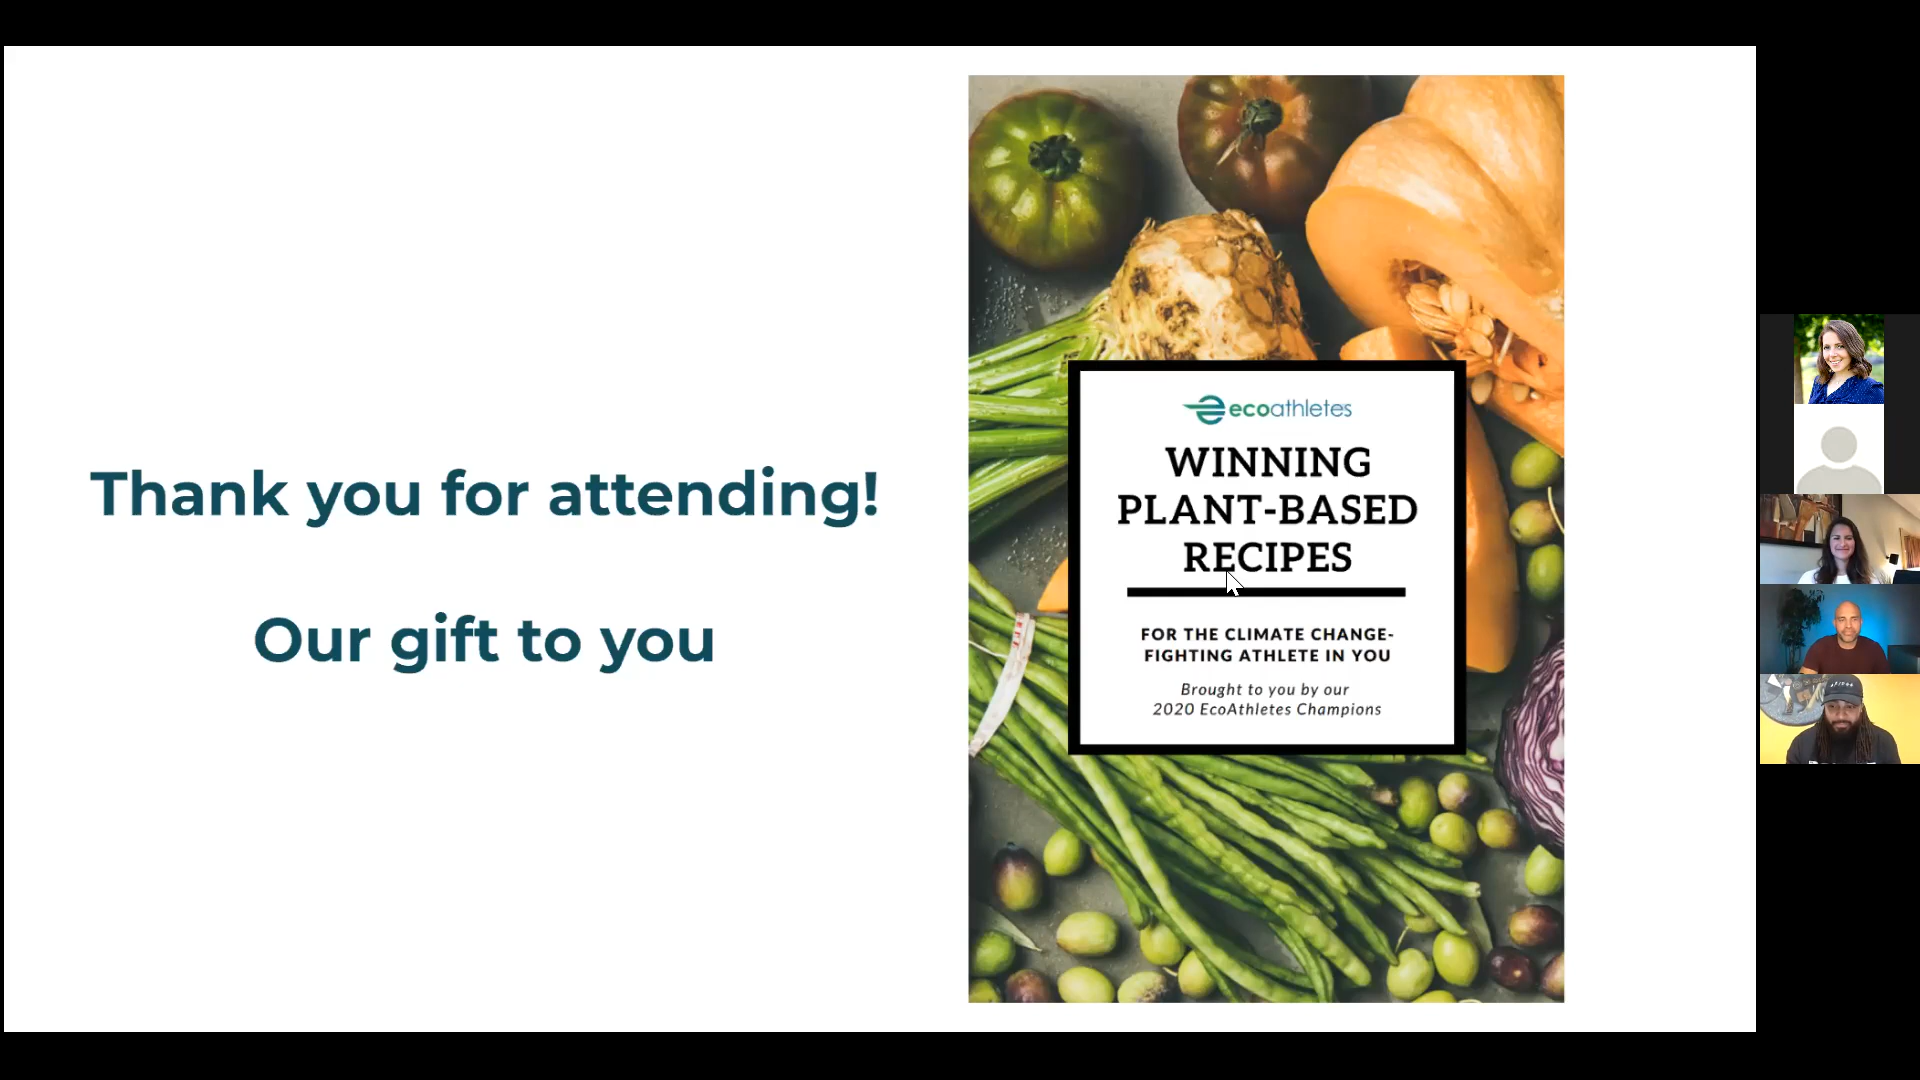 Thank you for attending!
Our gift to you
ecoathletes
WINNING
PLANT-BASED
RECIPES
FOR THE CLIMATE CHANGE-
FIGHTING ATHLETE IN YOU
Brought to you by our
2020 EcoAthletes Champions